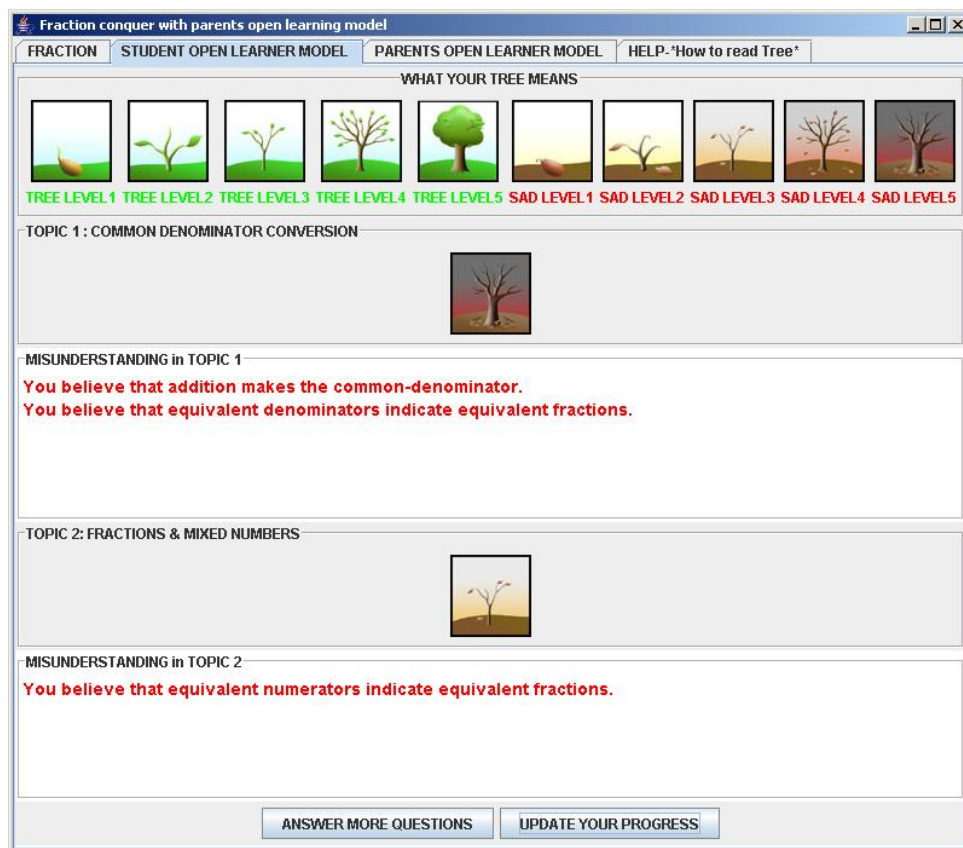 Fraction conquer with parents open learning model
FRACTION STUDENT OPEN LEARNER MODEL PARENTS OPEN LEARNER MODEL HELP-*How to read Tree*
WHAT YOUR TREE MEANS
TREE LEVEL1 TREE LEVEL2 TREE LEVEL3 TREE LEVEL4 TREE LEVEL5 SAD LEVEL1 SAD LEVEL2 SAD LEVEL3 SAD LEVEL4 SAD LEVEL5
TOPIC 1 : COMMON DENOMINATOR CONVERSION
MISUNDERSTANDING in TOPIC 1
You believe that addition makes the common-denominator.
You believe that equivalent denominators indicate equivalent fractions.
TOPIC 2: FRACTIONS & MIXED NUMBERS
MISUNDERSTANDING in TOPIC 2
You believe that equivalent numerators indicate equivalent fractions.
ANSWER MORE QUESTIONS UPDATE YOUR PROGRESS